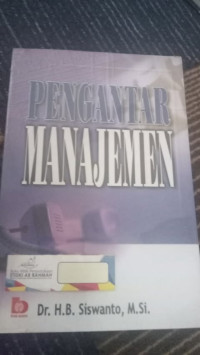 PENGANTAR
MANAJEMEN
Dr. H.B. Siswanto, M.Si.